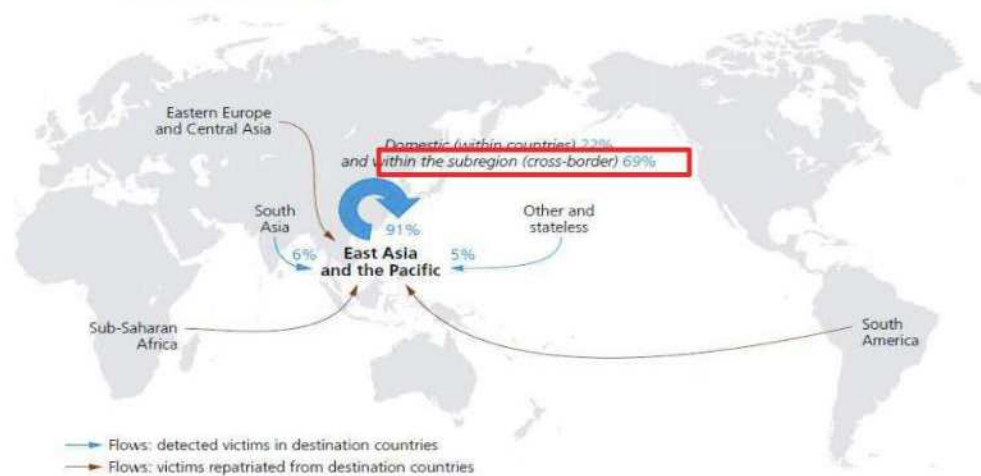 Eastern Europe
and Central Asia
Domestic (within countries) 22%
and within the subregion (cross-border) 69%
South
Asia
91%
Other and
stateless
6%
East Asia
and the Pacific
5%
Sub-Saharan
Africa
South
America
Flows: detected victims in destination countries
Flows: victims repatriated from destination countries